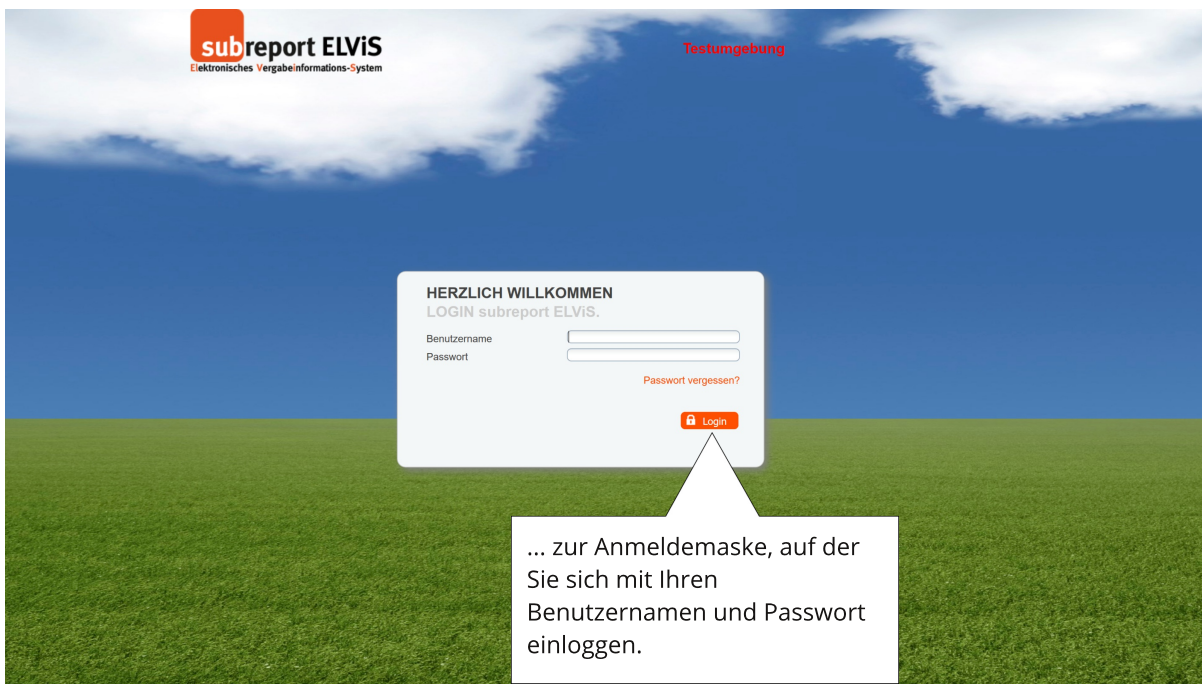 subreport ELViS
Elektronisches VergabeInformations-System
Testumgebung
HERZLICH WILLKOMMEN
LOGIN subreport ELViS.
Benutzername
Passwort
Passwort vergessen?
Login
... zur Anmeldemaske, auf der
Sie sich mit Ihren
Benutzernamen und Passwort
einloggen.